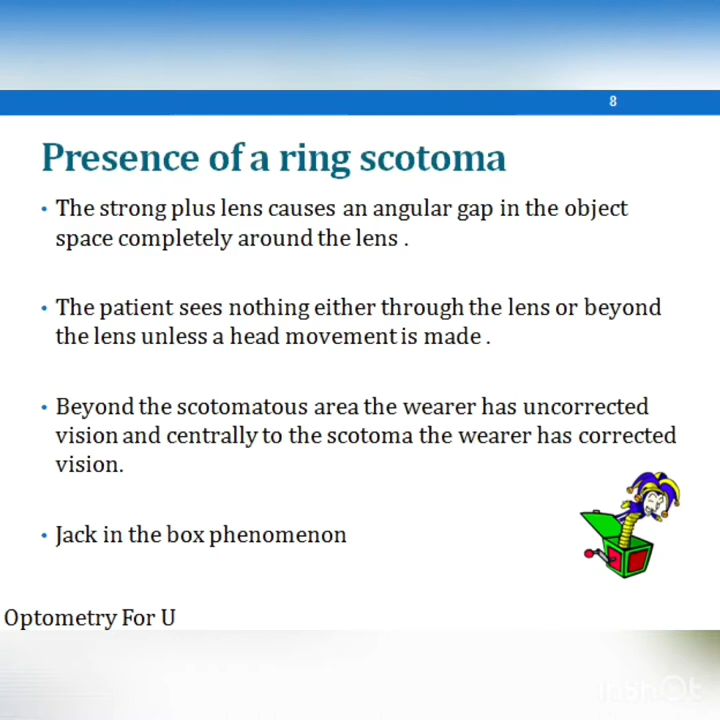 8
Presence of a ring scotoma
• The strong plus lens causes an angular gap in the object
space completely around the lens .
• The patient sees nothing either through the lens or beyond
the lens unless a head movement is made .
• Beyond the scotomatous area the wearer has uncorrected
vision and centrally to the scotoma the wearer has corrected
vision.
• Jack in the box phenomenon
Optometry For U
InShOt